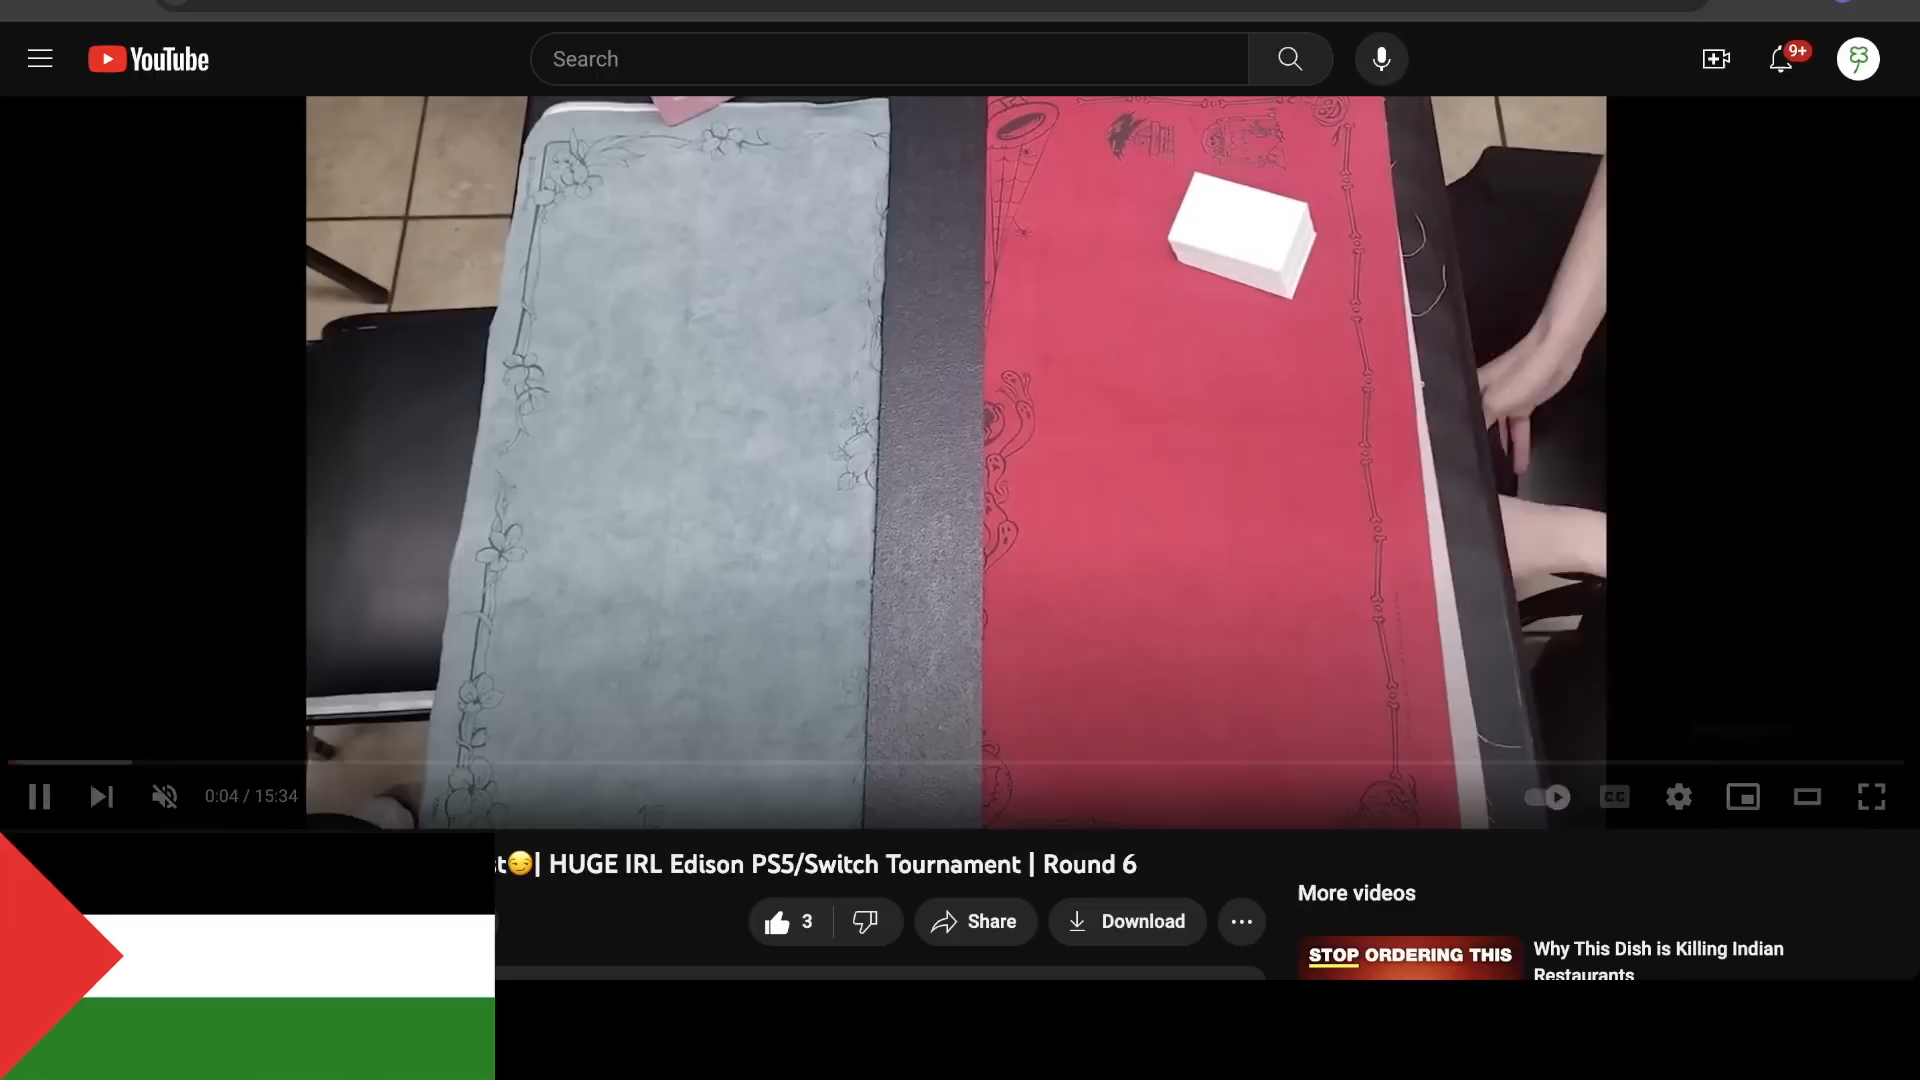 YouTube
Search
9+
0:04 / 15:34
CC
t😏| HUGE IRL Edison PS5/Switch Tournament | Round 6
3
Share
Download
More videos
STOP ORDERING THIS
Why This Dish is Killing Indian
Restaurants